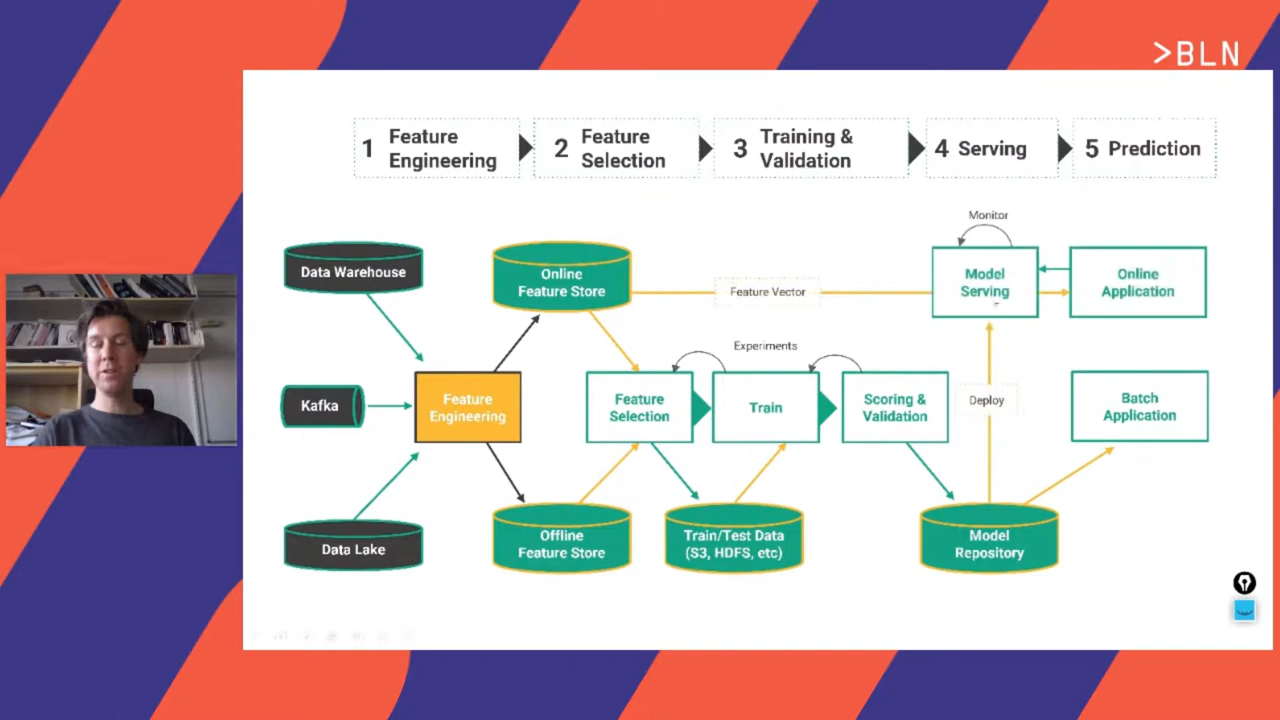 >BLN
1 Feature
Engineering
2 Feature
Selection
3 Training &
Validation
4 Serving
5 Prediction
Monitor
Data Warehouse
Online
Feature Store
Feature Vector
Model
Serving
Online
Application
Experiments
Kafka
Feature
Engineering
Feature
Selection
Train
Scoring &
Validation
Deploy
Batch
Application
Data Lake
Offline
Feature Store
Train/Test Data
(S3, HDFS, etc)
Model
Repository